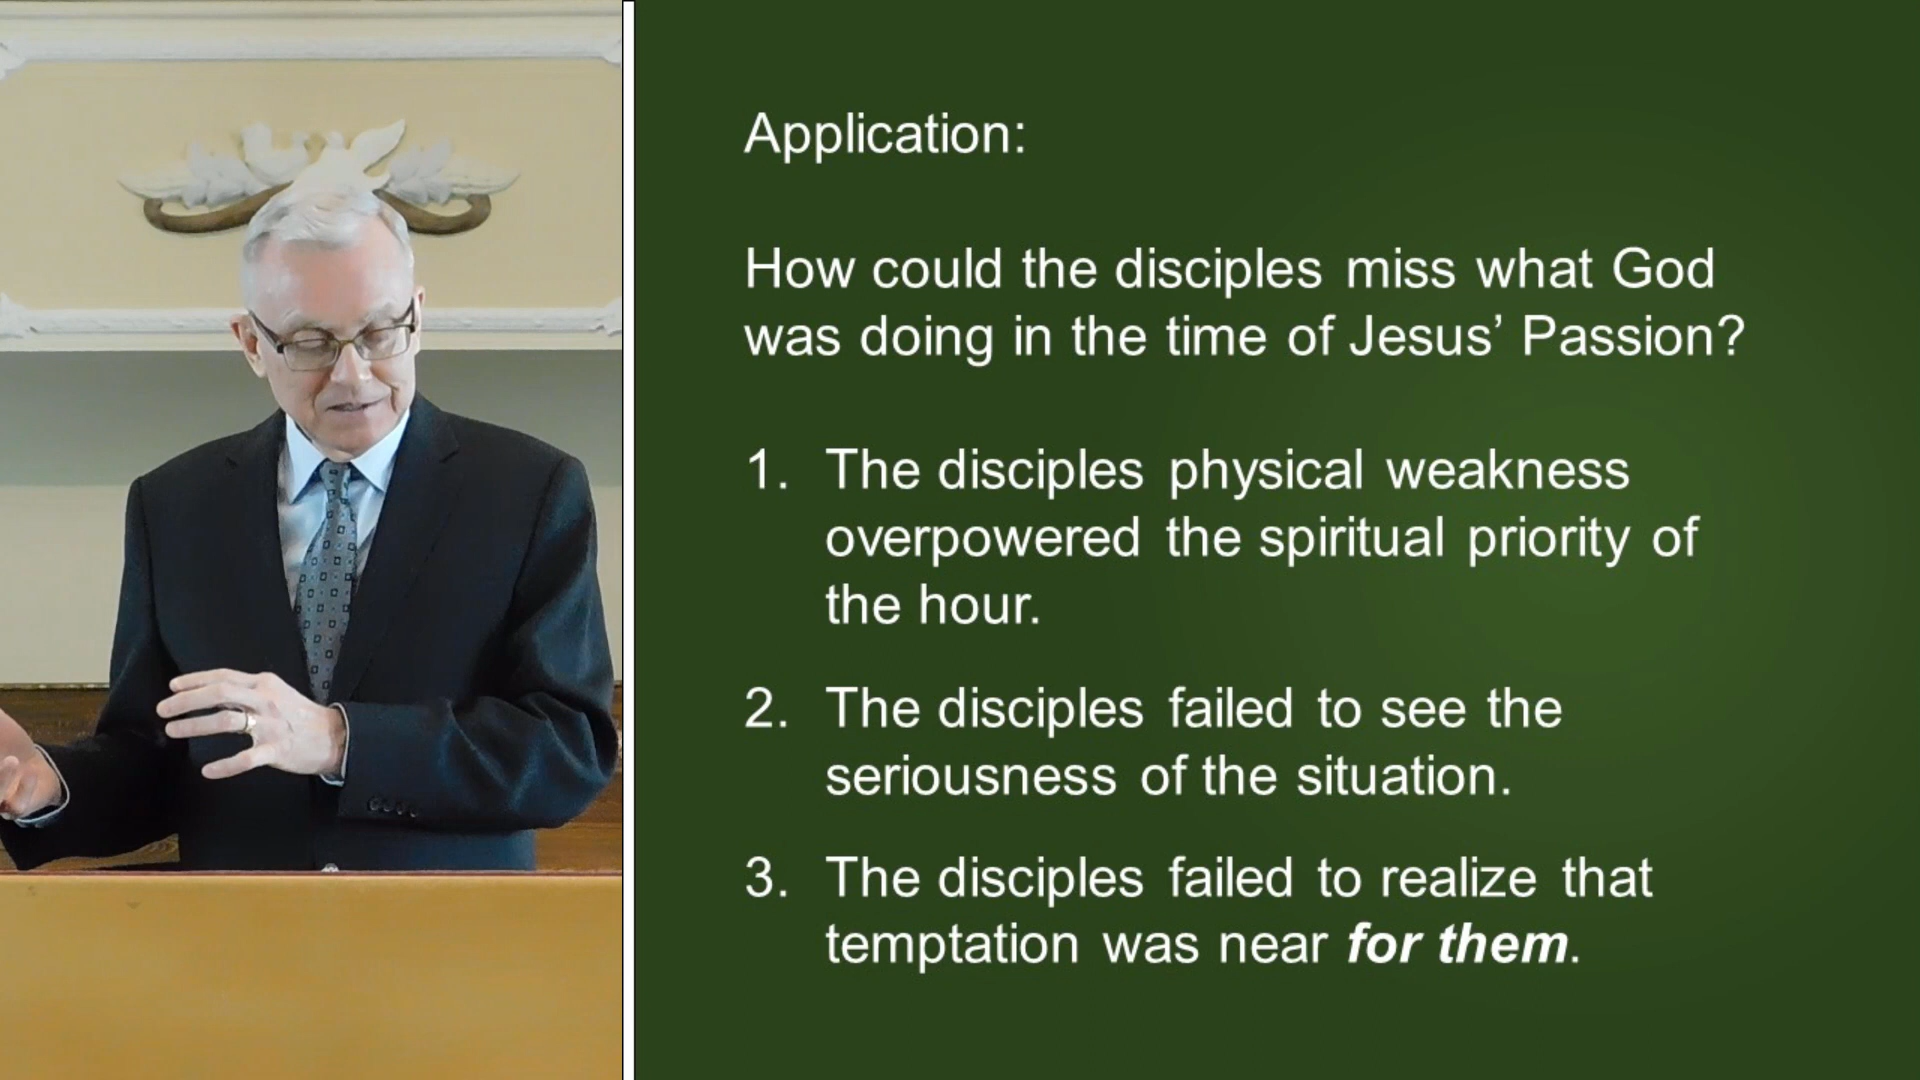 Application:
How could the disciples miss what God
was doing in the time of Jesus’ Passion?
1. The disciples physical weakness
overpowered the spiritual priority of
the hour.
2. The disciples failed to see the
seriousness of the situation.
3. The disciples failed to realize that
temptation was near for them.